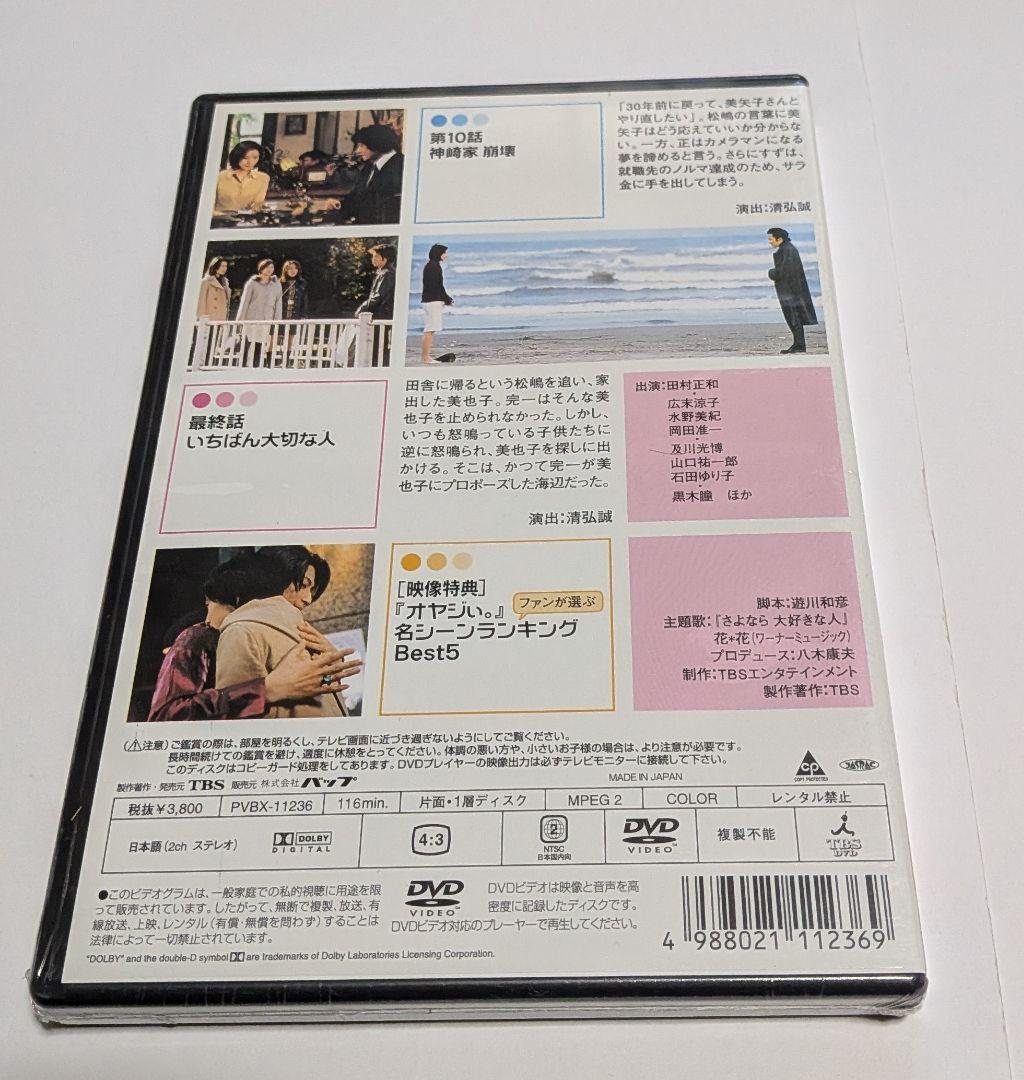 第10話
神崎家 崩壊
「30年前に戻って、美矢子さんと
やり直したい」。松嶋の言葉に美
矢子はどう応えていいか分からな
い。一方、正はカメラマンになる
夢を諦めると言う。さらにすずは、
就職先のノルマ達成のため、サラ
金に手を出してしまう。
演出：清弘誠
最終話
いちばん大切な人
田舎に帰るという松嶋を追い、家
出した美也子。完一はそんな美
也子を止められなかった。しかし、
いつも怒鳴っている子供たちに
逆に怒鳴られ、美也子を探しに出
かける。そこは、かつて完一が美
也子にプロポーズした海辺だった。
演出：清弘誠
出演：田村正和
・
広末涼子
水野美紀
岡田准一
・
及川光博
山口祐一郎
石田ゆり子
・
黒木瞳 ほか
［映像特典］
『オヤジぃ。』
ファンが選ぶ
名シーンランキング
Best5
脚本：遊川和彦
主題歌：『さよなら 大好きな人』
花＊花（ワーナーミュージック）
プロデュース：八木康夫
制作：TBSエンタテインメント
製作著作：TBS
（⚠注意）ご鑑賞の際は、部屋を明るくし、テレビ画面に近づき過ぎないようにしてご覧ください。
長時間続けての鑑賞を避け、適度に休憩をとってください。体調の悪い方や、小さいお子様の場合は、より注意が必要です。
このディスクはコピーガード処理をしてあります。DVDプレイヤーの映像出力は必ずテレビモニターに接続して下さい。
製作著作・発売元 TBS 販売元 株式会社バップ
MADE IN JAPAN
CP
COPY PROTECTED
JASRAC
税抜￥3,800 PVBX-11236 116min. 片面・1層ディスク MPEG 2 COLOR レンタル禁止
日本語（2ch ステレオ）
DOLBY
DIGITAL
4:3
2
NTSC
日本国内向
DVD
VIDEO
複製不能
TBS
DVD
●このビデオグラムは、一般家庭での私的視聴に用途を限
って販売されています。したがって、無断で複製、放送、有
線放送、上映、レンタル（有償・無償を問わず）することは
法律によって一切禁止されています。
DVD
VIDEO
DVDビデオは映像と音声を高
密度に記録したディスクです。
DVDビデオ対応のプレーヤーで再生してください。
4 988021 112369
"DOLBY" and the double-D symbol are trademarks of Dolby Laboratories Licensing Corporation.